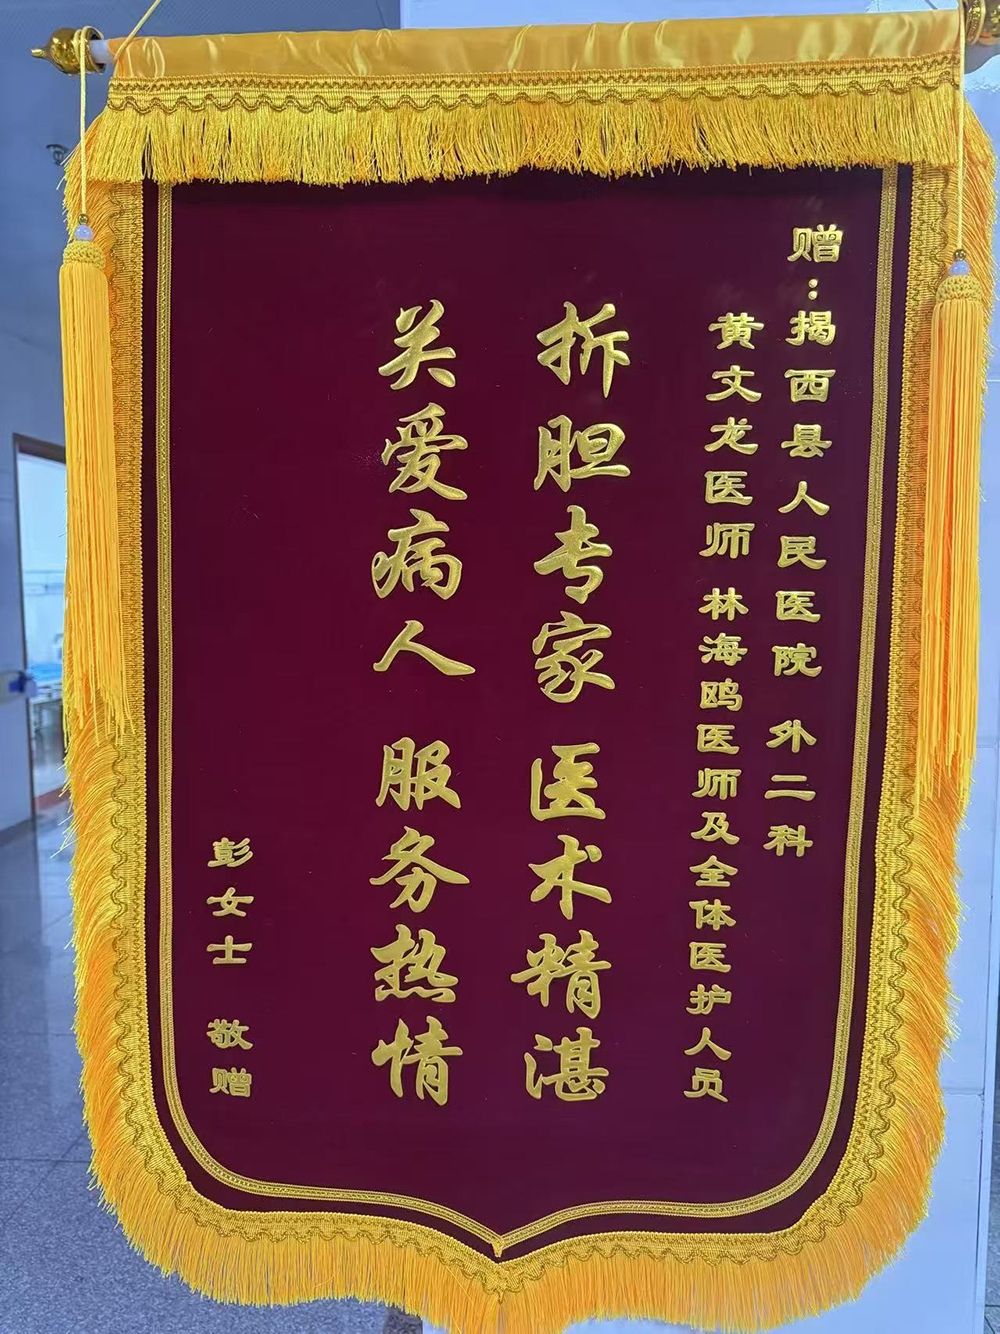 赠：揭西县人民医院 外二科
黄文龙医师 林海鸥医师及全体医护人员
拆胆专家 医术精湛
关爱病人 服务热情
彭女士 敬赠